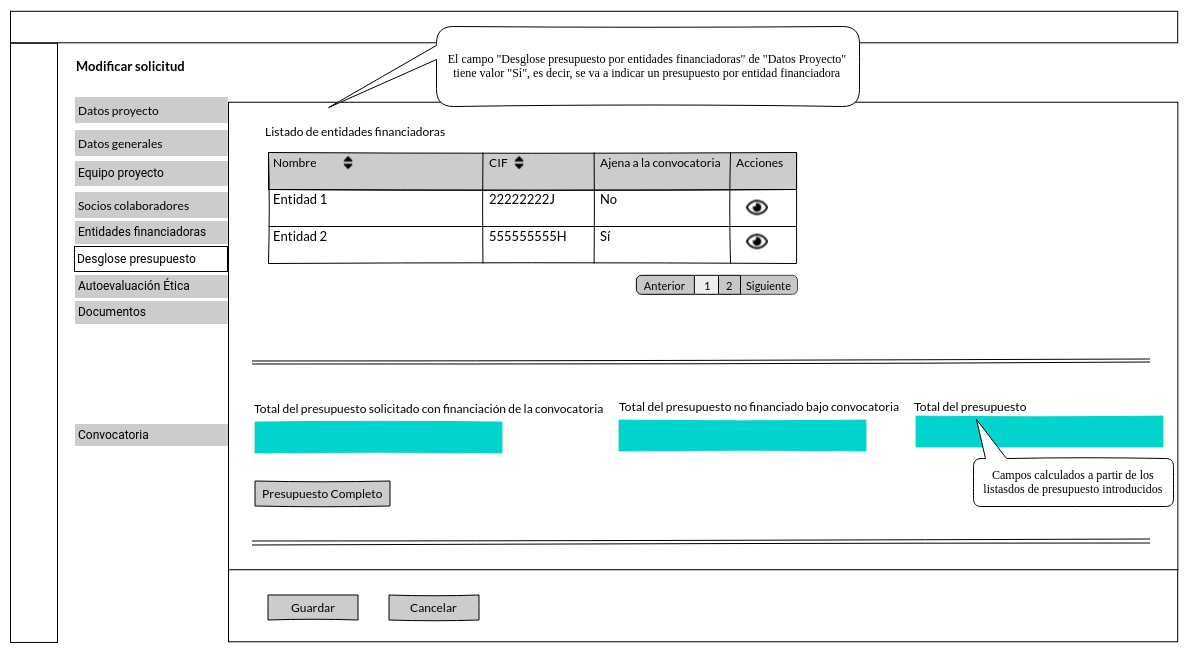 El campo "Desglose presupuesto por entidades financiadoras" de "Datos Proyecto"
tiene valor "Sí", es decir, se va a indicar un presupuesto por entidad financiadora
Modificar solicitud
Datos proyecto
Datos generales
Equipo proyecto
Socios colaboradores
Entidades financiadoras
Desglose presupuesto
Autoevaluación Ética
Documentos
Convocatoria
Listado de entidades financiadoras
Nombre CIF Ajena a la convocatoria Acciones
Entidad 1 22222222J No
Entidad 2 555555555H Sí
Anterior 1 2 Siguiente
Total del presupuesto solicitado con financiación de la convocatoria
Total del presupuesto no financiado bajo convocatoria
Total del presupuesto
Campos calculados a partir de los
listasdos de presupuesto introducidos
Presupuesto Completo
Guardar Cancelar